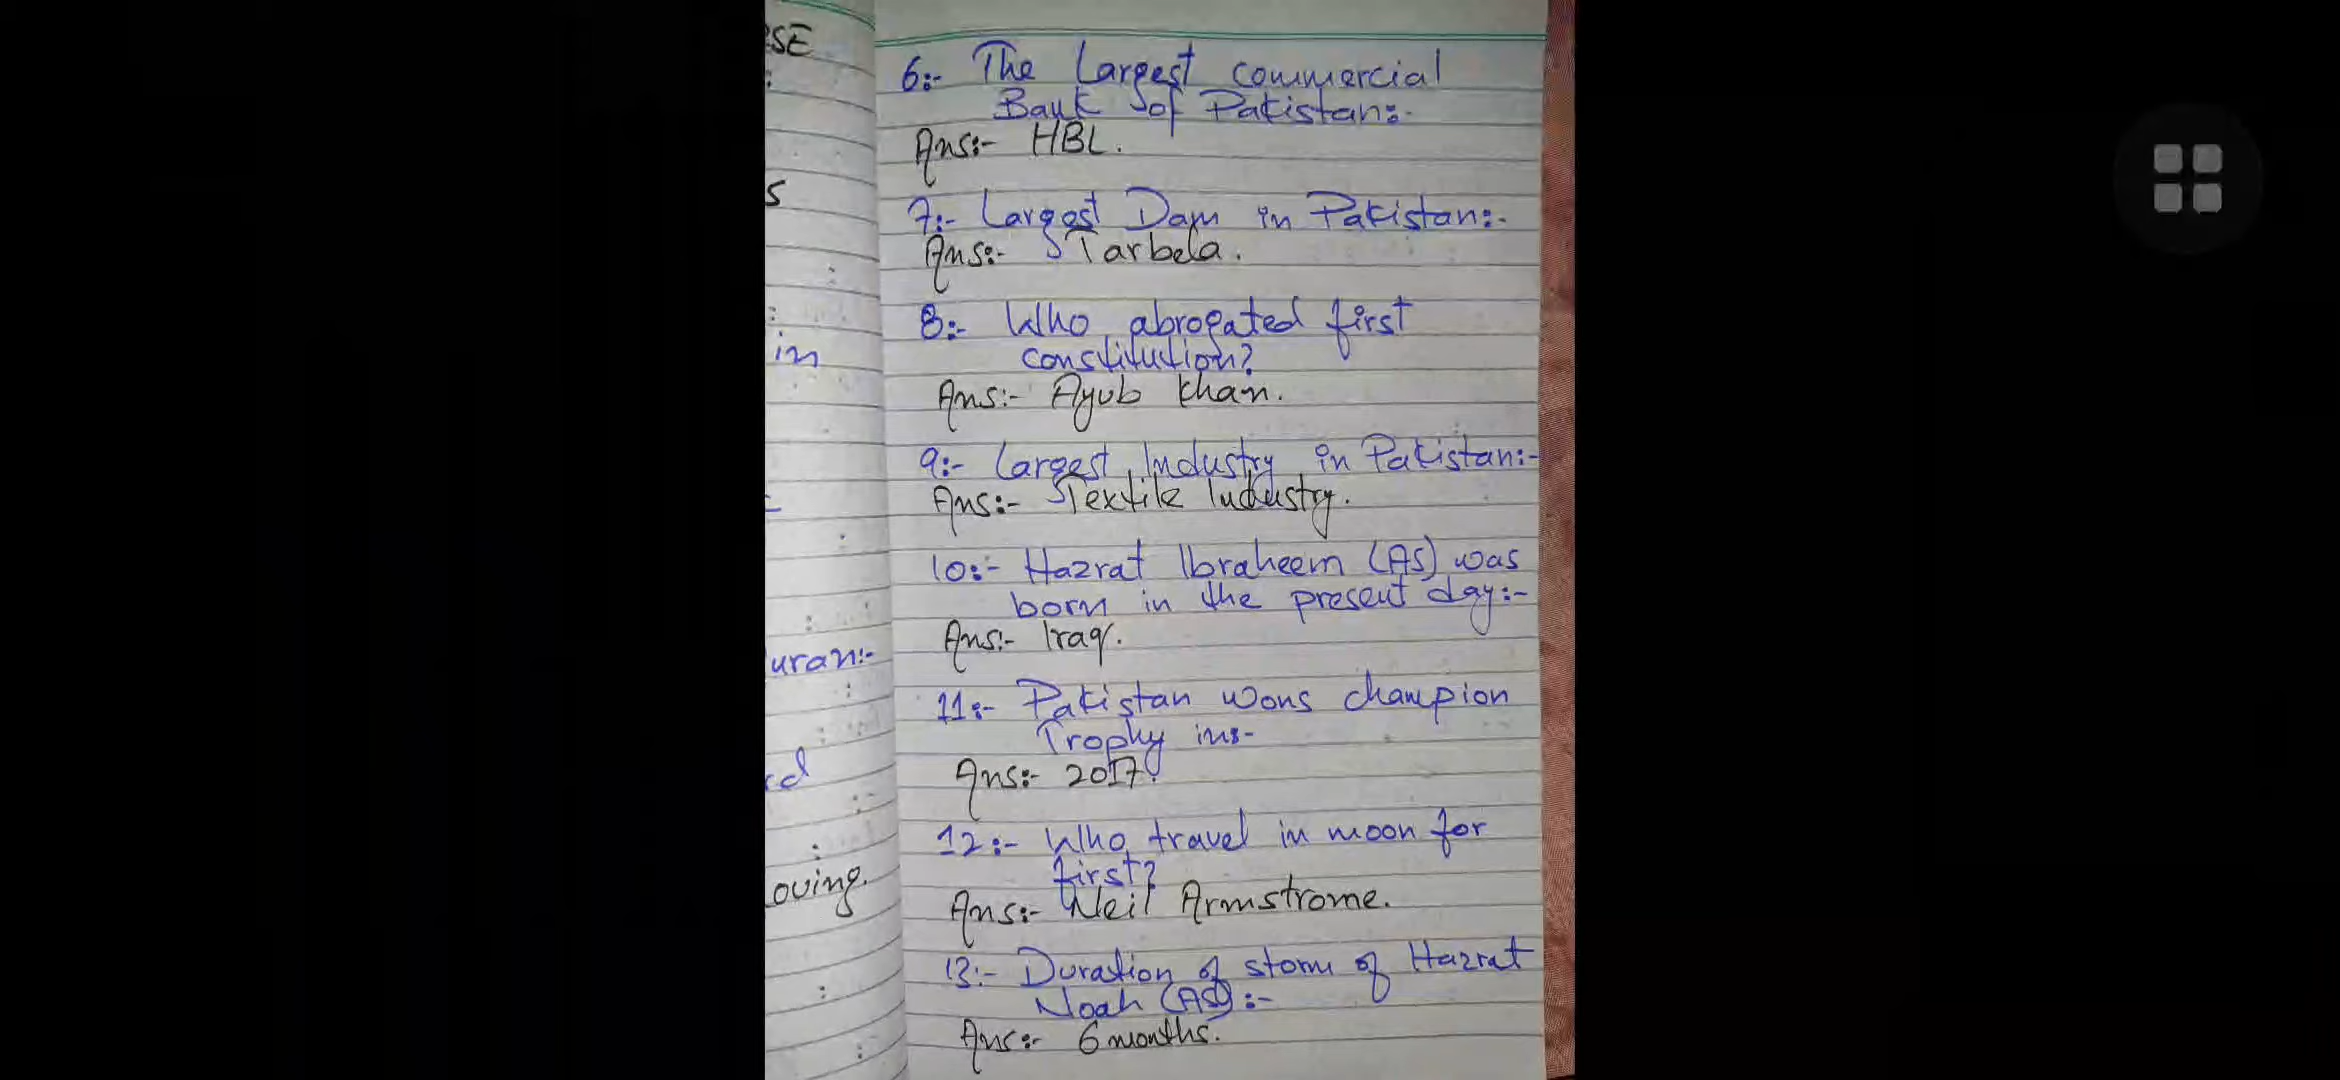 SE
s
in
uran:-
ed
oving.
6:- The Largest commercial
Bank of Pakistan:-
Ans:- HBL.
7:- Largest Dam in Pakistan:-
Ans:- Tarbela.
8:- Who abrogated first
constitution?
Ans:- Ayub khan.
9:- Largest Industry in Pakistan:-
Ans:- Textile Industry.
10:- Hazrat Ibraheem (AS) was
born in the present day:-
Ans:- Iraq.
11:- Pakistan wons champion
Trophy in:-
Ans:- 2017.
12:- Who travel in moon for
first?
Ans:- Neil Armstrome.
13:- Duration of storm of Hazrat
Noah (AS):-
Ans:- 6 months.